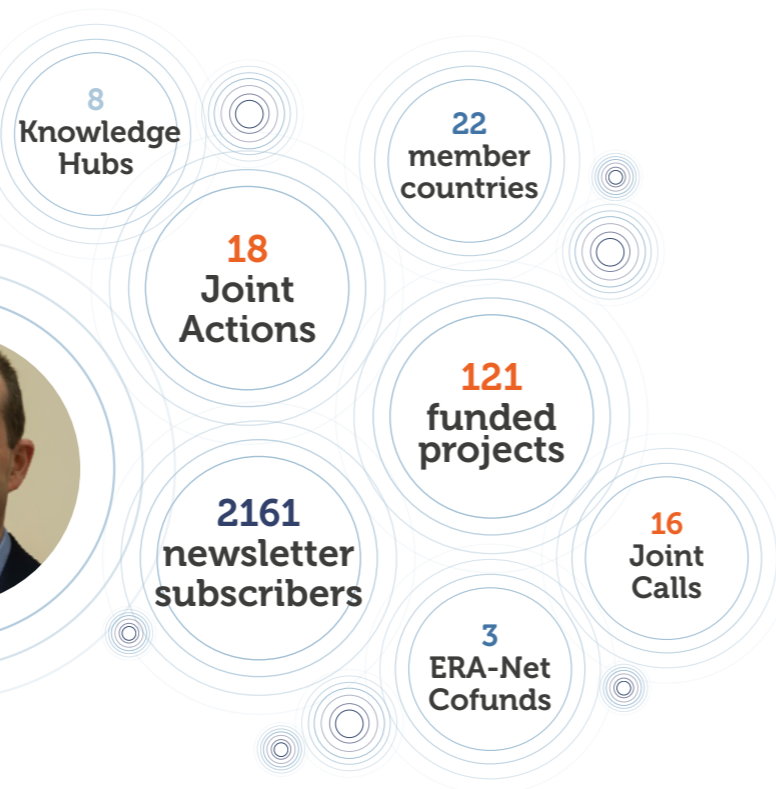 8
Knowledge
Hubs
22
member
countries
18
Joint
Actions
121
funded
projects
2161
newsletter
subscribers
16
Joint
Calls
3
ERA-Net
Cofunds